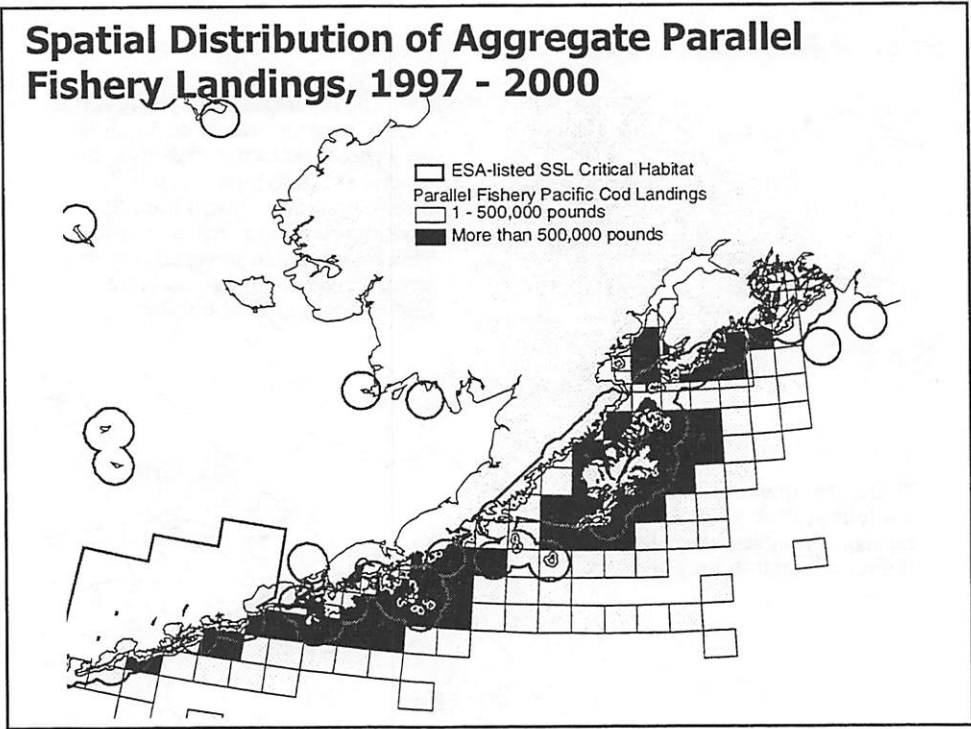 Spatial Distribution of Aggregate Parallel
Fishery Landings, 1997 - 2000
ESA-listed SSL Critical Habitat
Parallel Fishery Pacific Cod Landings
1 - 500,000 pounds
More than 500,000 pounds